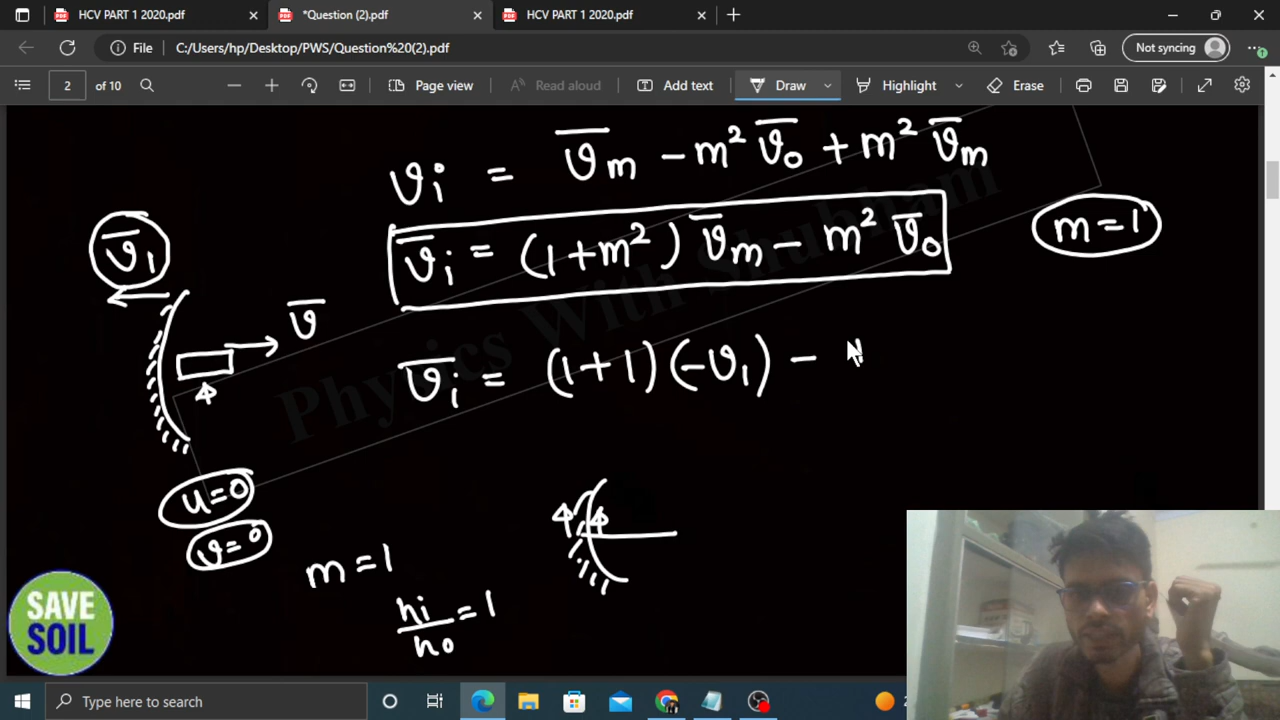 HCV PART 1 2020.pdf
*Question (2).pdf
HCV PART 1 2020.pdf
File
C:/Users/hp/Desktop/PWS/Question%20(2).pdf
Not syncing
2 of 10
Page view
Read aloud
Add text
Draw
Highlight
Erase
vi = v̅m − m² v̅o + m² v̅m
v̅i = (1 + m²) v̅m − m² v̅o
m = 1
v̅1
v̅
v̅i = (1 + 1) (−v1) −
u = 0
v = 0
m = 1
hi/ho = 1
Physics With Shubham
SAVE
SOIL
Type here to search